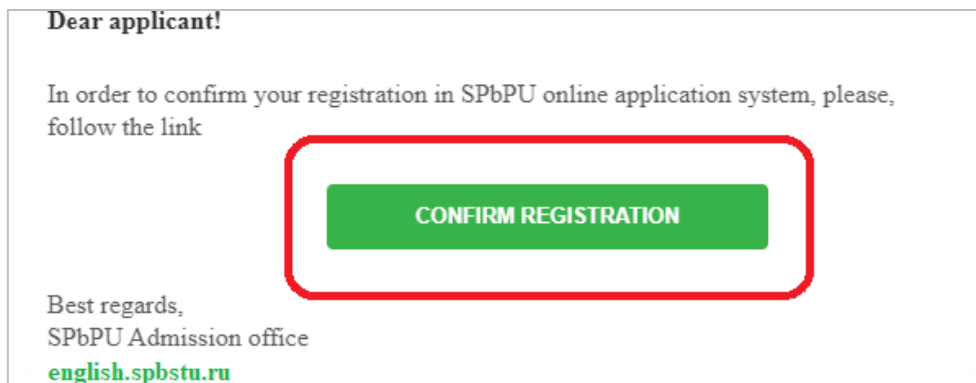 Dear applicant!
In order to confirm your registration in SPbPU online application system, please,
follow the link
CONFIRM REGISTRATION
Best regards,
SPbPU Admission office
english.spbstu.ru